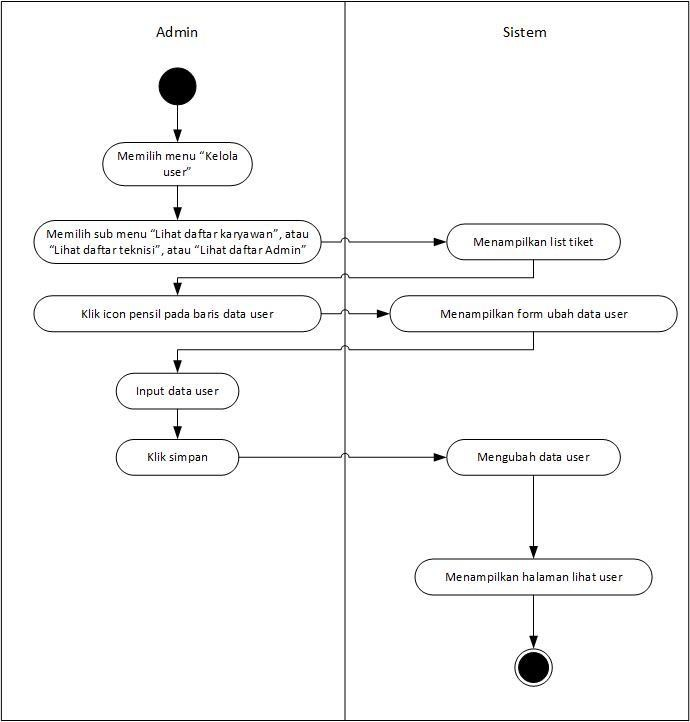 Admin
Sistem
Memilih menu “Kelola
user”
Memilih sub menu “Lihat daftar karyawan”, atau
“Lihat daftar teknisi”, atau “Lihat daftar Admin”
Menampilkan list tiket
Klik icon pensil pada baris data user
Menampilkan form ubah data user
Input data user
Klik simpan
Mengubah data user
Menampilkan halaman lihat user